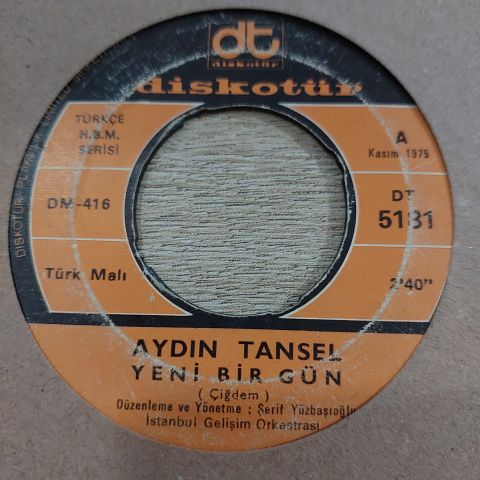 dt
diskotür
diskotür
TÜRKÇE
H.B.M.
SERİSİ
A
Kasım 1975
DM-416
DT
5181
Türk Malı
2'40"
AYDIN TANSEL
YENİ BİR GÜN
( Çiğdem )
Düzenleme ve Yönetme : Şerif Yüzbaşıoğlu
İstanbul Gelişim Orkestrası
DISKOTÜR